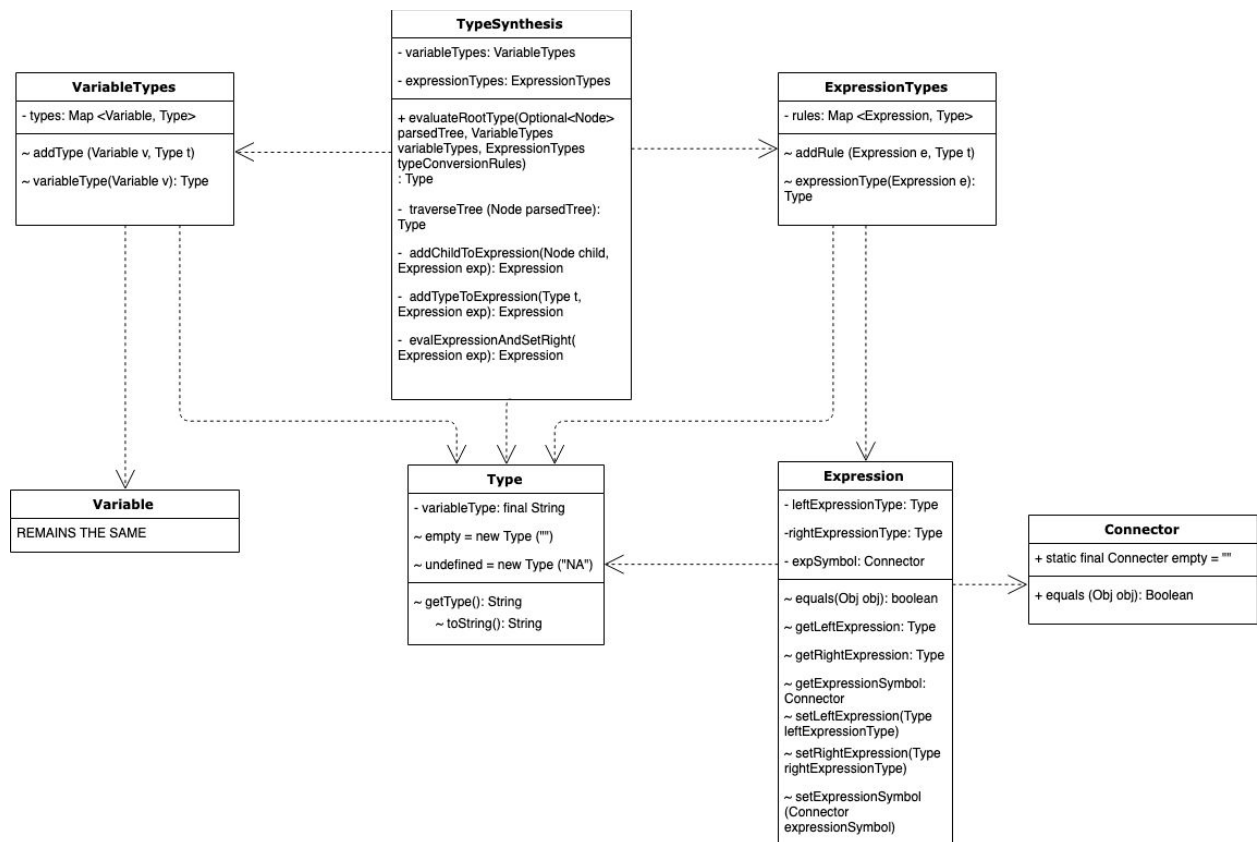 TypeSynthesis
- variableTypes: VariableTypes
- expressionTypes: ExpressionTypes
+ evaluateRootType(Optional<Node>
parsedTree, VariableTypes
variableTypes, ExpressionTypes
typeConversionRules)
: Type
- traverseTree (Node parsedTree):
Type
- addChildToExpression(Node child,
Expression exp): Expression
- addTypeToExpression(Type t,
Expression exp): Expression
- evalExpressionAndSetRight(
Expression exp): Expression
VariableTypes
- types: Map <Variable, Type>
~ addType (Variable v, Type t)
~ variableType(Variable v): Type
ExpressionTypes
- rules: Map <Expression, Type>
~ addRule (Expression e, Type t)
~ expressionType(Expression e):
Type
Variable
REMAINS THE SAME
Type
- variableType: final String
~ empty = new Type ("")
~ undefined = new Type ("NA")
~ getType(): String
~ toString(): String
Expression
- leftExpressionType: Type
-rightExpressionType: Type
- expSymbol: Connector
~ equals(Obj obj): boolean
~ getLeftExpression: Type
~ getRightExpression: Type
~ getExpressionSymbol:
Connector
~ setLeftExpression(Type
leftExpressionType)
~ setRightExpression(Type
rightExpressionType)
~ setExpressionSymbol
(Connector
expressionSymbol)
Connector
+ static final Connecter empty = ""
+ equals (Obj obj): Boolean